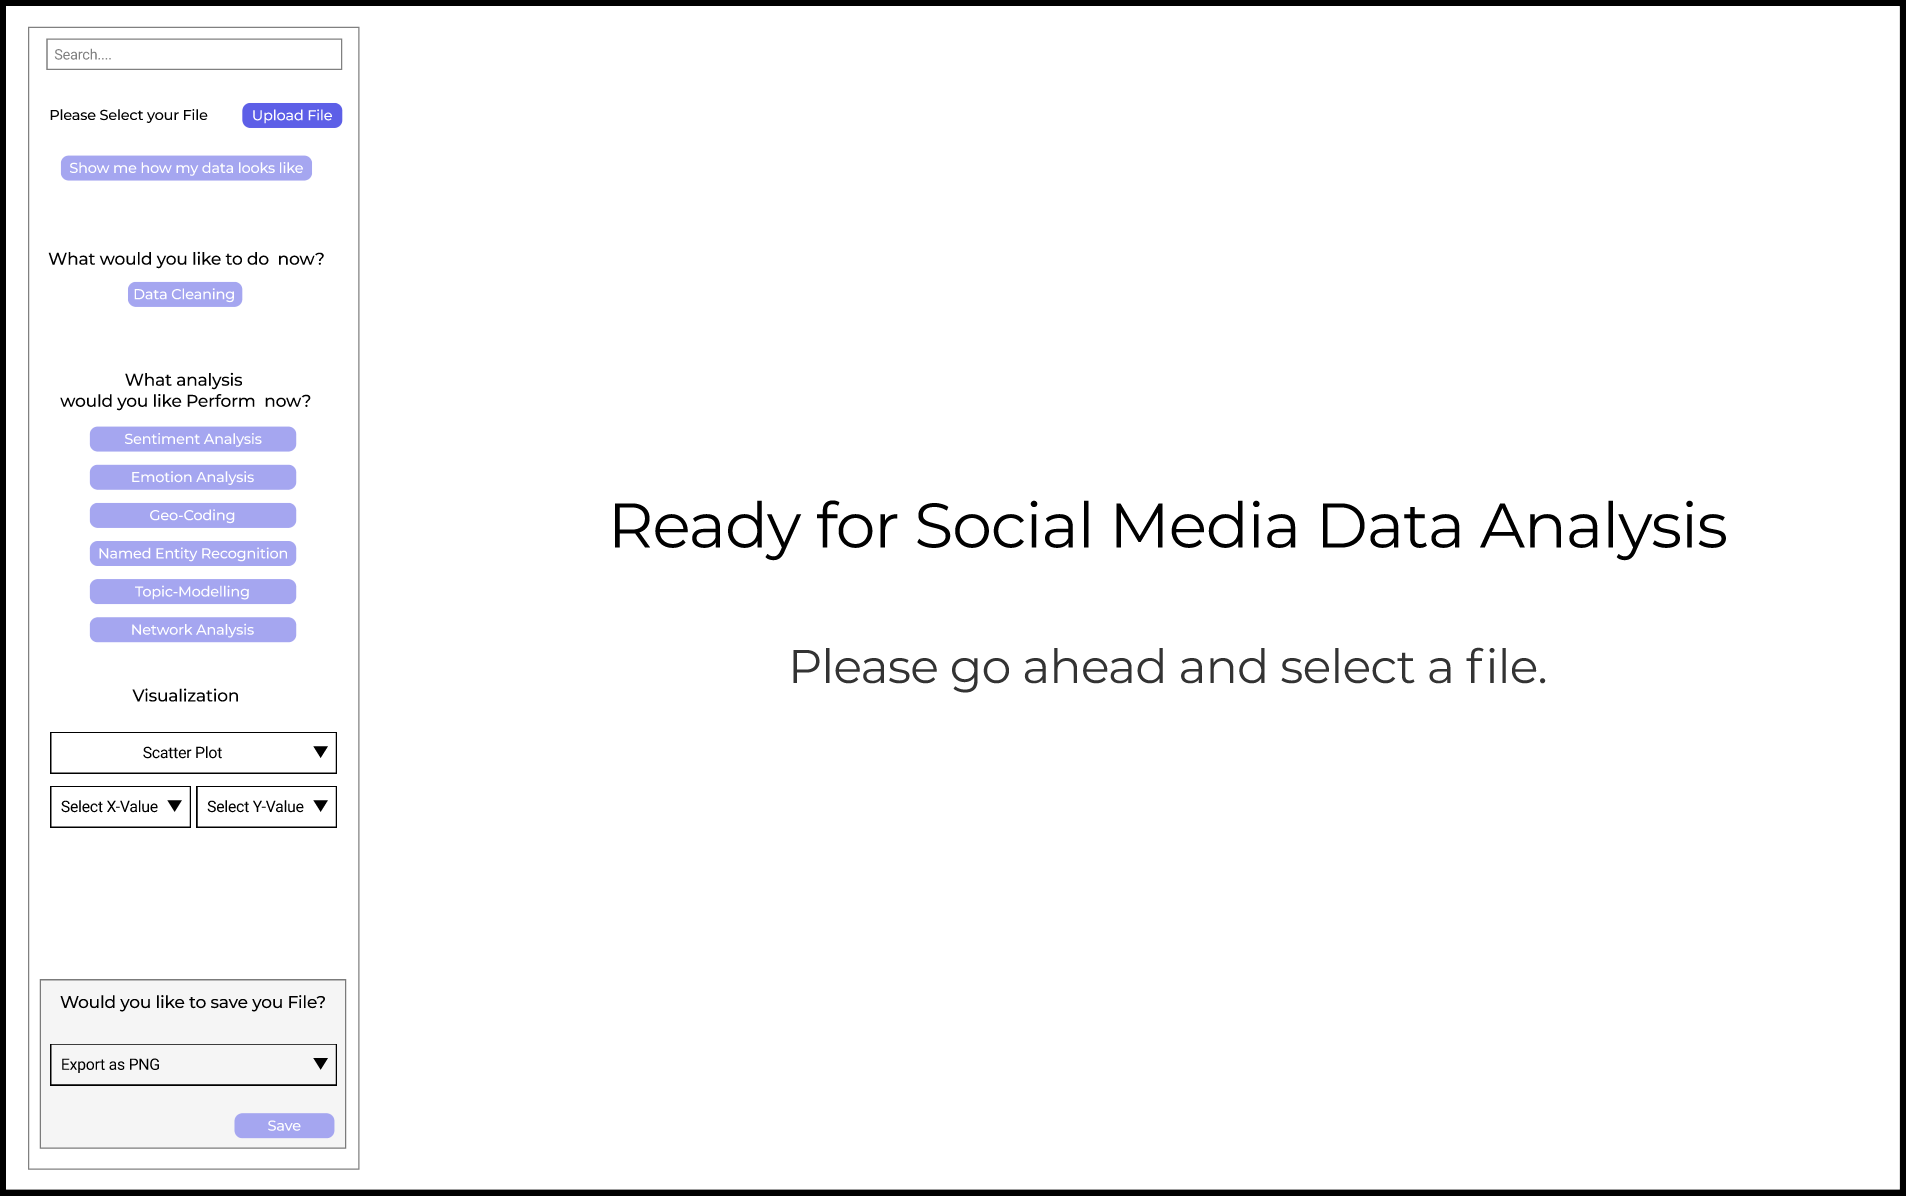 Search....
Please Select your File
Upload File
Show me how my data looks like
What would you like to do  now?
Data Cleaning
What analysis
would you like Perform  now?
Sentiment Analysis
Emotion Analysis
Geo-Coding
Named Entity Recognition
Topic-Modelling
Network Analysis
Visualization
Scatter Plot
Select X-Value
Select Y-Value
Would you like to save you File?
Export as PNG
Save
Ready for Social Media Data Analysis
Please go ahead and select a file.